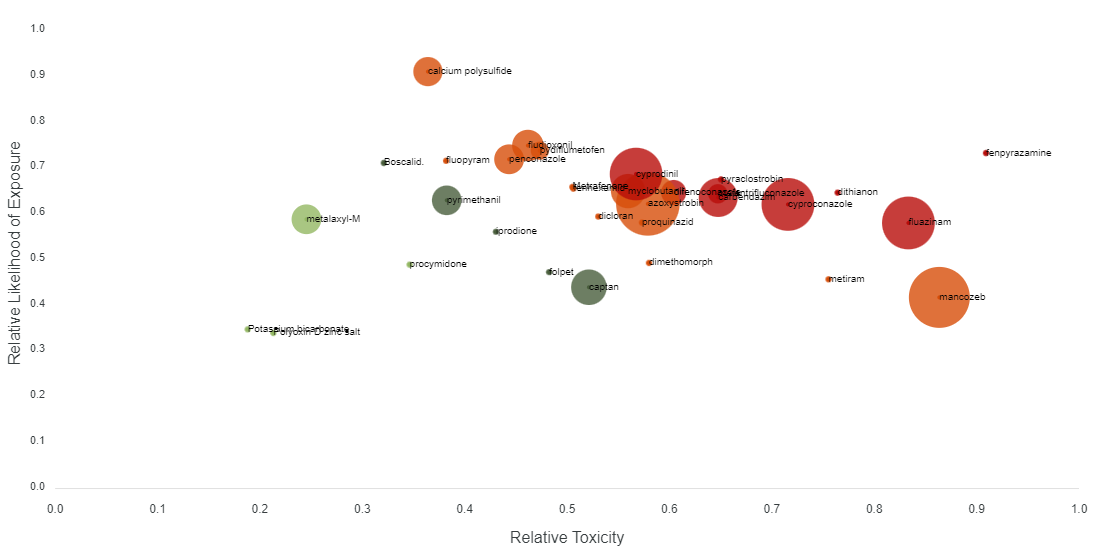 1.0
0.9
calcium polysulfide
0.8
fludioxonil
pydiflumetofen
fenpyrazamine
0.7
Boscalid.
fluopyram
penconazole
cyprodinil
pyraclostrobin
Metrafenone
myclobutanil
difenoconazole
dithianon
pyrimethanil
carbendazim
0.6
azoxystrobin
cyproconazole
metalaxyl-M
dicloran
proquinazid
fluazinam
iprodione
0.5
procymidone
dimethomorph
folpet
metiram
captan
mancozeb
0.4
Potassium bicarbonate
Polyoxin D zinc salt
0.3
0.2
0.1
0.0
Relative Likelihood of Exposure
0.0 0.1 0.2 0.3 0.4 0.5 0.6 0.7 0.8 0.9 1.0
Relative Toxicity